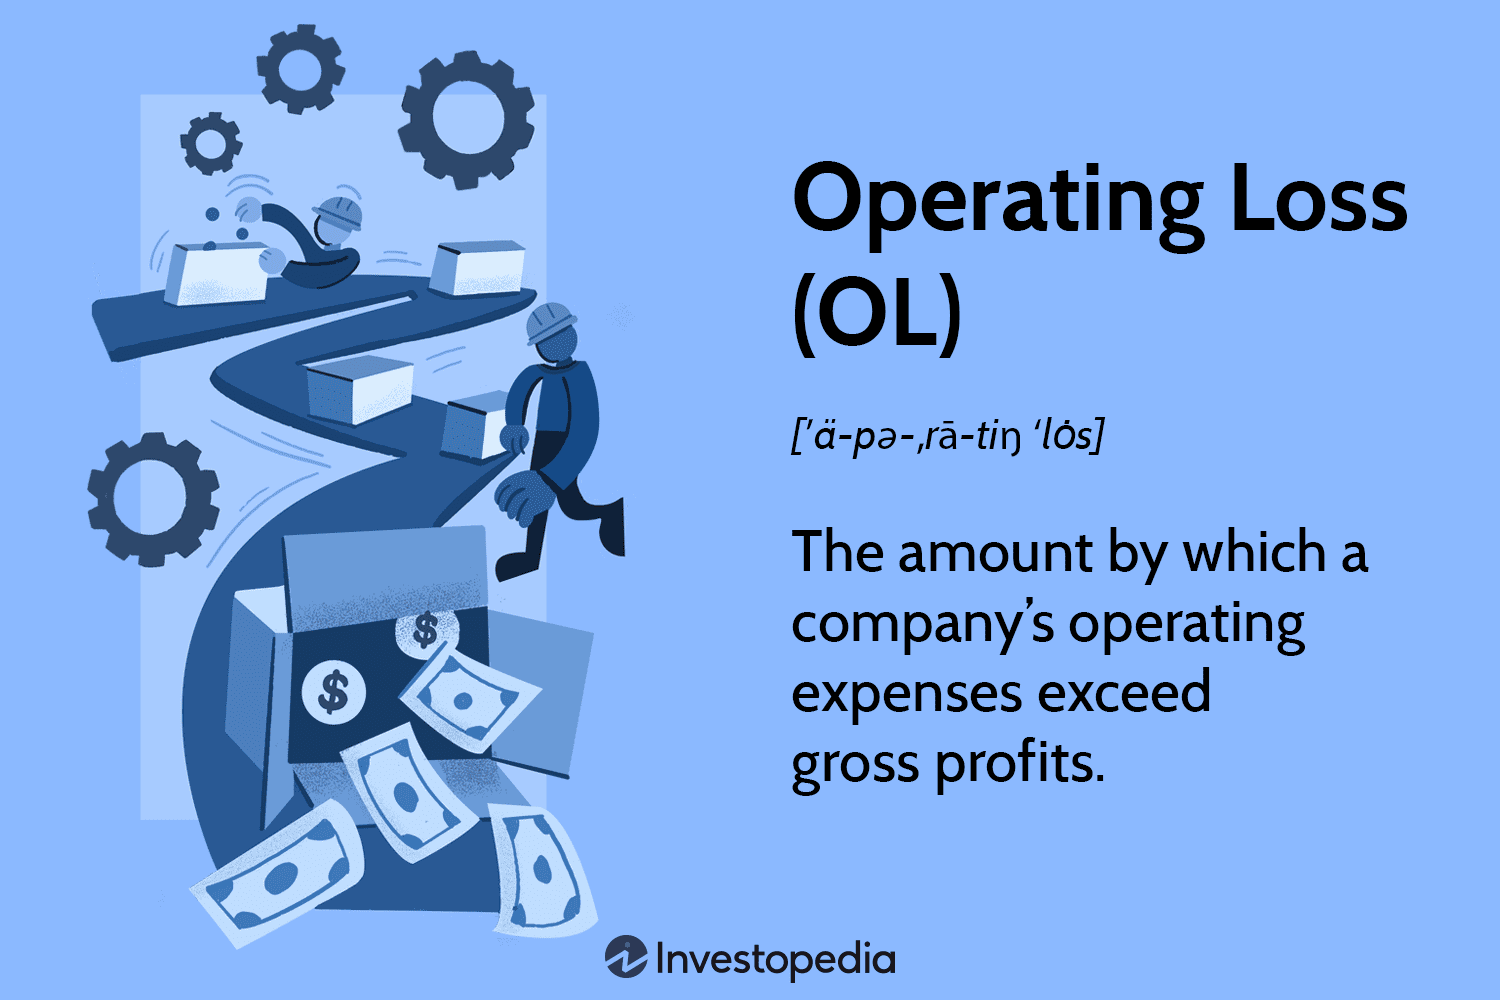 Operating Loss
(OL)
[ˈä-pə-ˌrā-tiŋ ˈlȯs]
The amount by which a
company’s operating
expenses exceed
gross profits.
$
$
Investopedia